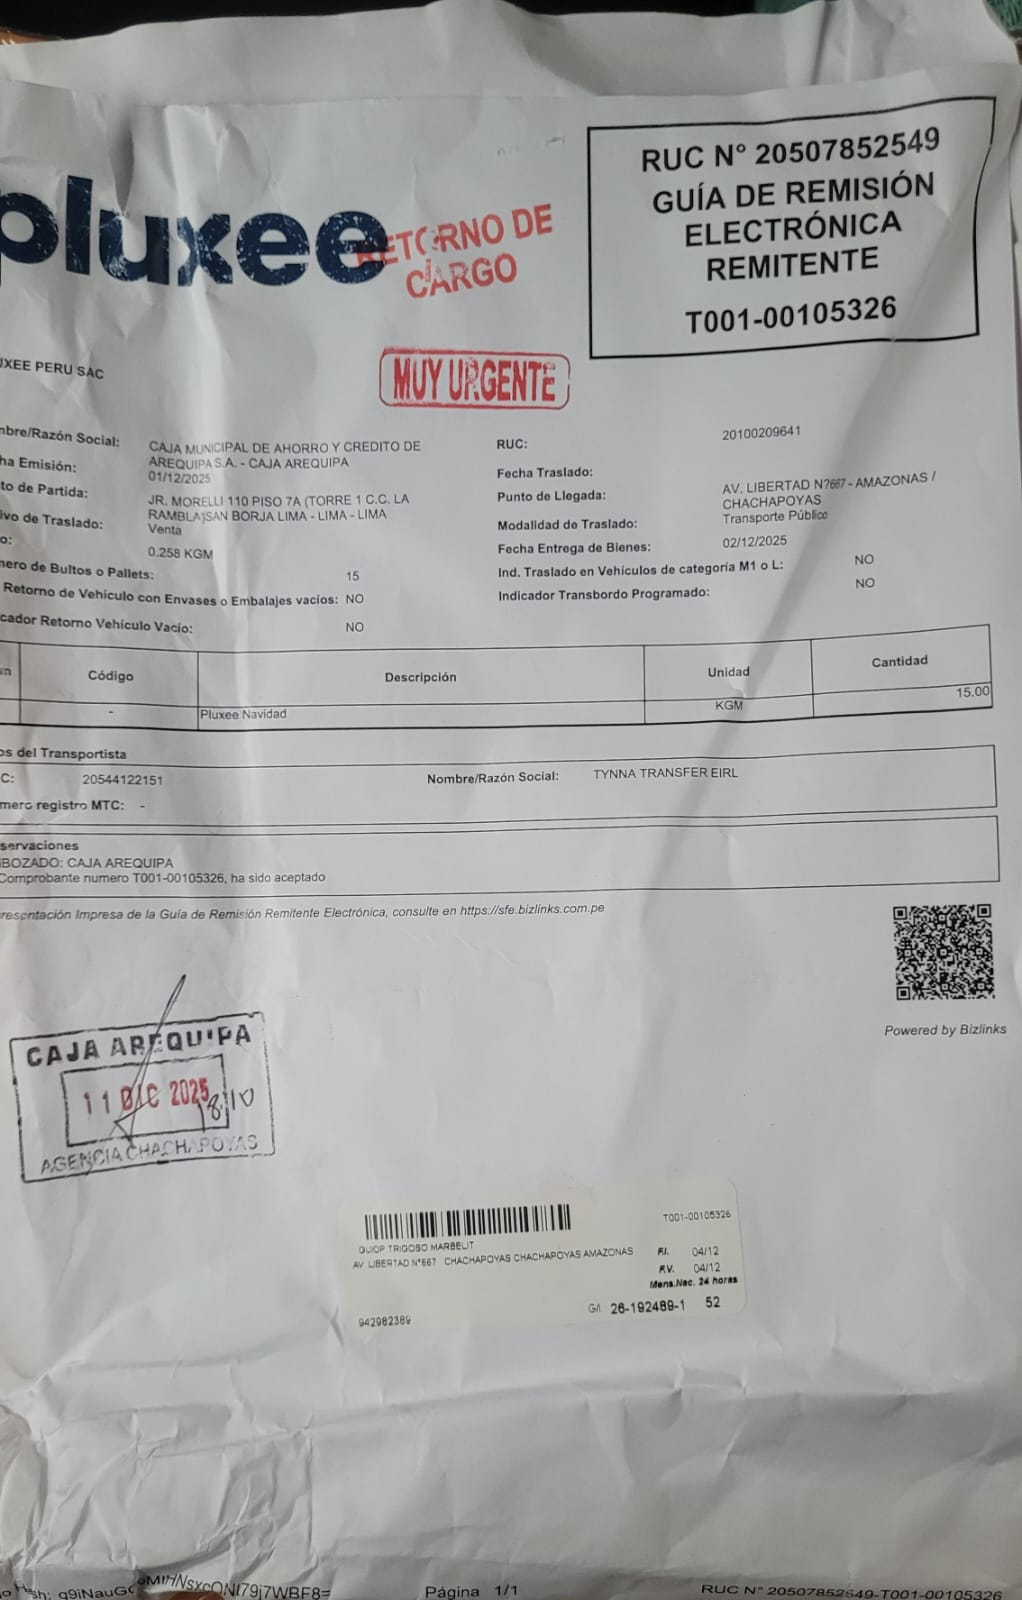 pluxee
RETORNO DE
CARGO
MUY URGENTE
RUC N° 20507852549
GUÍA DE REMISIÓN
ELECTRÓNICA
REMITENTE
T001-00105326
UXEE PERU SAC
mbre/Razón Social: CAJA MUNICIPAL DE AHORRO Y CREDITO DE
AREQUIPA S.A. - CAJA AREQUIPA
RUC: 20100209641
ha Emisión: 01/12/2025
Fecha Traslado:
to de Partida: JR. MORELLI 110 PISO 7A (TORRE 1 C.C. LA
RAMBLA)SAN BORJA LIMA - LIMA - LIMA
Punto de Llegada: AV. LIBERTAD N?667 - AMAZONAS /
CHACHAPOYAS
ivo de Traslado: Venta
Modalidad de Traslado: Transporte Público
o: 0.258 KGM
Fecha Entrega de Bienes: 02/12/2025
mero de Bultos o Pallets: 15
Ind. Traslado en Vehículos de categoría M1 o L: NO
Retorno de Vehículo con Envases o Embalajes vacíos: NO
Indicador Transbordo Programado: NO
cador Retorno Vehículo Vacío: NO
Código Descripción Unidad Cantidad
- Pluxee Navidad KGM 15.00
os del Transportista
C: 20544122151 Nombre/Razón Social: TYNNA TRANSFER EIRL
mero registro MTC: -
servaciones
BOZADO: CAJA AREQUIPA
Comprobante numero T001-00105326, ha sido aceptado
resentación Impresa de la Guía de Remisión Remitente Electrónica, consulte en https://sfe.bizlinks.com.pe
Powered by Bizlinks
CAJA AREQUIPA
11 DIC 2025
8:10
AGENCIA CHACHAPOYAS
T001-00105326
TRIGOSO MARBELIT
AV LIBERTAD N°667 CHACHAPOYAS CHACHAPOYAS AMAZONAS
F.I. 04/12
F.V. 04/12
Mens.Nac. 24 horas
G/I 26-192489-1 52
942982389
Página 1/1
RUC N° 20507852549-T001-00105326